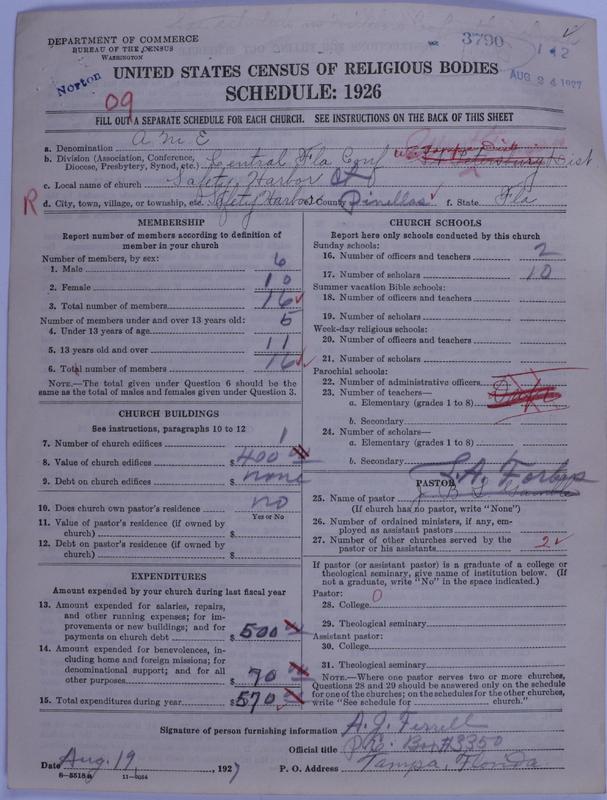 DEPARTMENT OF COMMERCE
BUREAU OF THE CENSUS
WASHINGTON
3790
1 12
AUG 24 1927
Norton
UNITED STATES CENSUS OF RELIGIOUS BODIES
SCHEDULE: 1926
09
FILL OUT A SEPARATE SCHEDULE FOR EACH CHURCH. SEE INSTRUCTIONS ON THE BACK OF THIS SHEET
a. Denomination A M E
b. Division (Association, Conference, Diocese, Presbytery, Synod, etc.) Central Fla Conf St Petersburg Dist
c. Local name of church Safety Harbor
R d. City, town, village, or township, etc. Safety Harbor County Pinellas f. State Fla
MEMBERSHIP
Report number of members according to definition of member in your church
Number of members, by sex:
1. Male 6
2. Female 10
3. Total number of members 16
Number of members under and over 13 years old:
4. Under 13 years of age 5
5. 13 years old and over 11
6. Total number of members 16
NOTE.—The total given under Question 6 should be the same as the total of males and females given under Question 3.
CHURCH BUILDINGS
See instructions, paragraphs 10 to 12
7. Number of church edifices 1
8. Value of church edifices $ 400
9. Debt on church edifices $ none
10. Does church own pastor's residence no
Yes or No
11. Value of pastor's residence (if owned by church) $
12. Debt on pastor's residence (if owned by church) $
EXPENDITURES
Amount expended by your church during last fiscal year
13. Amount expended for salaries, repairs, and other running expenses; for improvements or new buildings; and for payments on church debt $ 500
14. Amount expended for benevolences, including home and foreign missions; for denominational support; and for all other purposes $ 70
15. Total expenditures during year $ 570
CHURCH SCHOOLS
Report here only schools conducted by this church
Sunday schools:
16. Number of officers and teachers 2
17. Number of scholars 10
Summer vacation Bible schools:
18. Number of officers and teachers
19. Number of scholars
Week-day religious schools:
20. Number of officers and teachers
21. Number of scholars
Parochial schools:
22. Number of administrative officers
23. Number of teachers—
a. Elementary (grades 1 to 8)
b. Secondary
24. Number of scholars—
a. Elementary (grades 1 to 8)
b. Secondary
PASTOR
25. Name of pastor
(If church has no pastor, write "None")
26. Number of ordained ministers, if any, employed as assistant pastors
27. Number of other churches served by the pastor or his assistants 2
If pastor (or assistant pastor) is a graduate of a college or theological seminary, give name of institution below. (If not a graduate, write "No" in the space indicated.)
Pastor: 0
28. College
29. Theological seminary
Assistant pastor:
30. College
31. Theological seminary
NOTE.—Where one pastor serves two or more churches, Questions 28 and 29 should be answered only on the schedule for one of the churches; on the schedules for the other churches, write "See schedule for church."
Signature of person furnishing information A. J. Ferrell
Official title P.E. Box #3350
Date Aug. 19, 1927 P. O. Address Tampa, Florida
8—5518a 11—9034